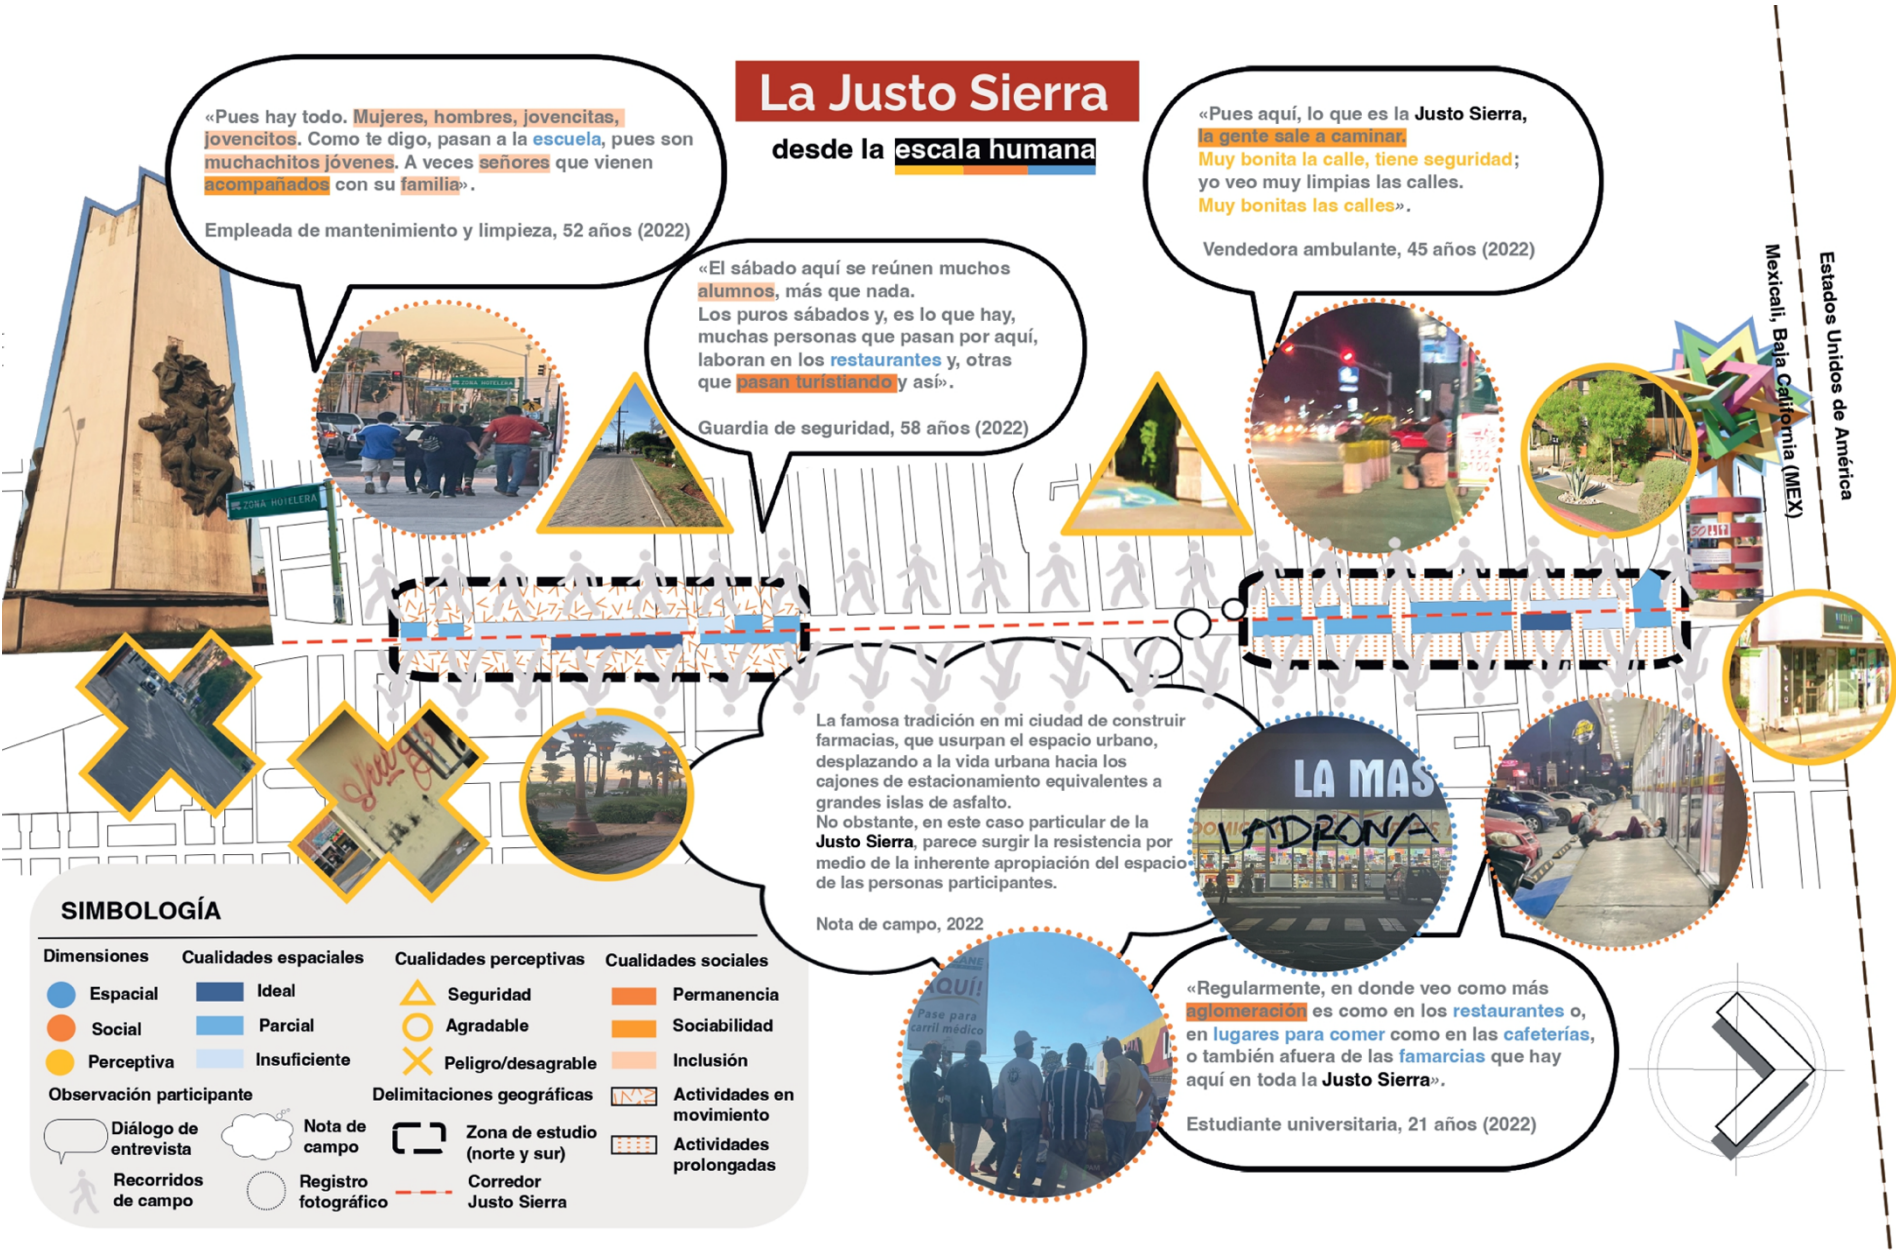 La Justo Sierra
desde la escala humana
«Pues hay todo. Mujeres, hombres, jovencitas,
jovencitos. Como te digo, pasan a la escuela, pues son
muchachitos jóvenes. A veces señores que vienen
acompañados con su familia».
Empleada de mantenimiento y limpieza, 52 años (2022)
«El sábado aquí se reúnen muchos
alumnos, más que nada.
Los puros sábados y, es lo que hay,
muchas personas que pasan por aquí,
laboran en los restaurantes y, otras
que pasan turístiando y así».
Guardia de seguridad, 58 años (2022)
«Pues aquí, lo que es la Justo Sierra,
la gente sale a caminar.
Muy bonita la calle, tiene seguridad;
yo veo muy limpias las calles.
Muy bonitas las calles».
Vendedora ambulante, 45 años (2022)
Estados Unidos de América
Mexicali, Baja California (MEX)
ZONA HOTELERA
ZONA HOTELERA
La famosa tradición en mi ciudad de construir
farmacias, que usurpan el espacio urbano,
desplazando a la vida urbana hacia los
cajones de estacionamiento equivalentes a
grandes islas de asfalto.
No obstante, en este caso particular de la
Justo Sierra, parece surgir la resistencia por
medio de la inherente apropiación del espacio
de las personas participantes.
Nota de campo, 2022
LA MAS
LADRONA
AQUÍ!
Pase para
carril médico
«Regularmente, en donde veo como más
aglomeración es como en los restaurantes o,
en lugares para comer como en las cafeterías,
o también afuera de las famarcias que hay
aquí en toda la Justo Sierra».
Estudiante universitaria, 21 años (2022)
SIMBOLOGÍA
Dimensiones
Espacial
Social
Perceptiva
Cualidades espaciales
Ideal
Parcial
Insuficiente
Cualidades perceptivas
Seguridad
Agradable
Peligro/desagrable
Cualidades sociales
Permanencia
Sociabilidad
Inclusión
Actividades en
movimiento
Actividades
prolongadas
Observación participante
Diálogo de
entrevista
Nota de
campo
Recorridos
de campo
Registro
fotográfico
Delimitaciones geográficas
Zona de estudio
(norte y sur)
Corredor
Justo Sierra